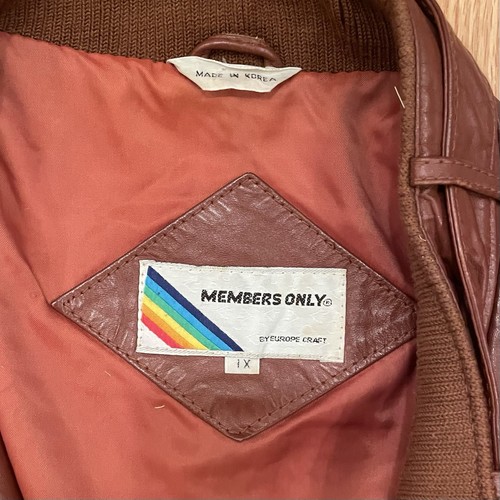 MADE IN KOREA
MEMBERS ONLY®
BY EUROPE CRAFT
1X